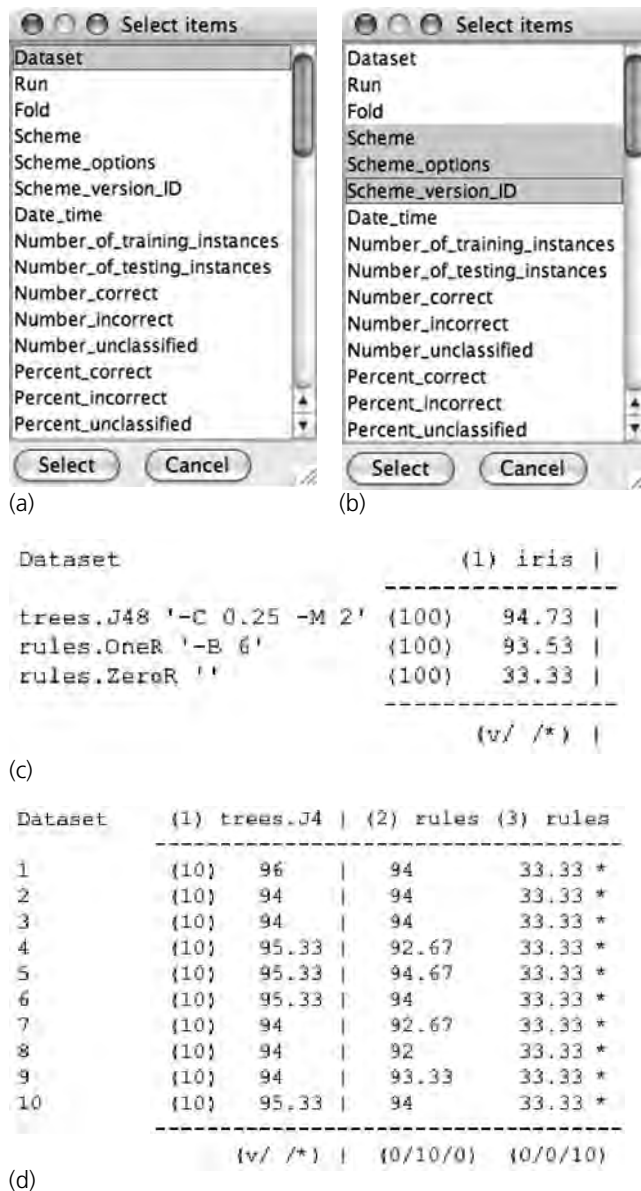 Select items
Dataset
Run
Fold
Scheme
Scheme_options
Scheme_version_ID
Date_time
Number_of_training_instances
Number_of_testing_instances
Number_correct
Number_incorrect
Number_unclassified
Percent_correct
Percent_incorrect
Percent_unclassified
Select Cancel
(a)
Select items
Dataset
Run
Fold
Scheme
Scheme_options
Scheme_version_ID
Date_time
Number_of_training_instances
Number_of_testing_instances
Number_correct
Number_incorrect
Number_unclassified
Percent_correct
Percent_incorrect
Percent_unclassified
Select Cancel
(b)
Dataset (1) iris |
-----------------
trees.J48 '-C 0.25 -M 2' (100) 94.73 |
rules.OneR '-B 6' (100) 93.53 |
rules.ZeroR '' (100) 33.33 |
-----------------
(v/ /*) |
(c)
Dataset (1) trees.J4 | (2) rules (3) rules
-----------------------------------
1 (10) 96 | 94 33.33 *
2 (10) 94 | 94 33.33 *
3 (10) 94 | 94 33.33 *
4 (10) 95.33 | 92.67 33.33 *
5 (10) 95.33 | 94.67 33.33 *
6 (10) 95.33 | 94 33.33 *
7 (10) 94 | 92.67 33.33 *
8 (10) 94 | 92 33.33 *
9 (10) 94 | 93.33 33.33 *
10 (10) 95.33 | 94 33.33 *
-----------------------------------
(v/ /*) | (0/10/0) (0/0/10)
(d)